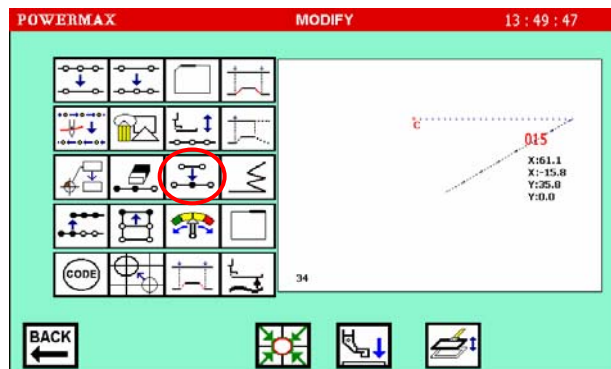 POWERMAX MODIFY 13:49:47
C
015
X:61.1
X:-15.8
Y:35.8
Y:0.0
CODE
34
BACK